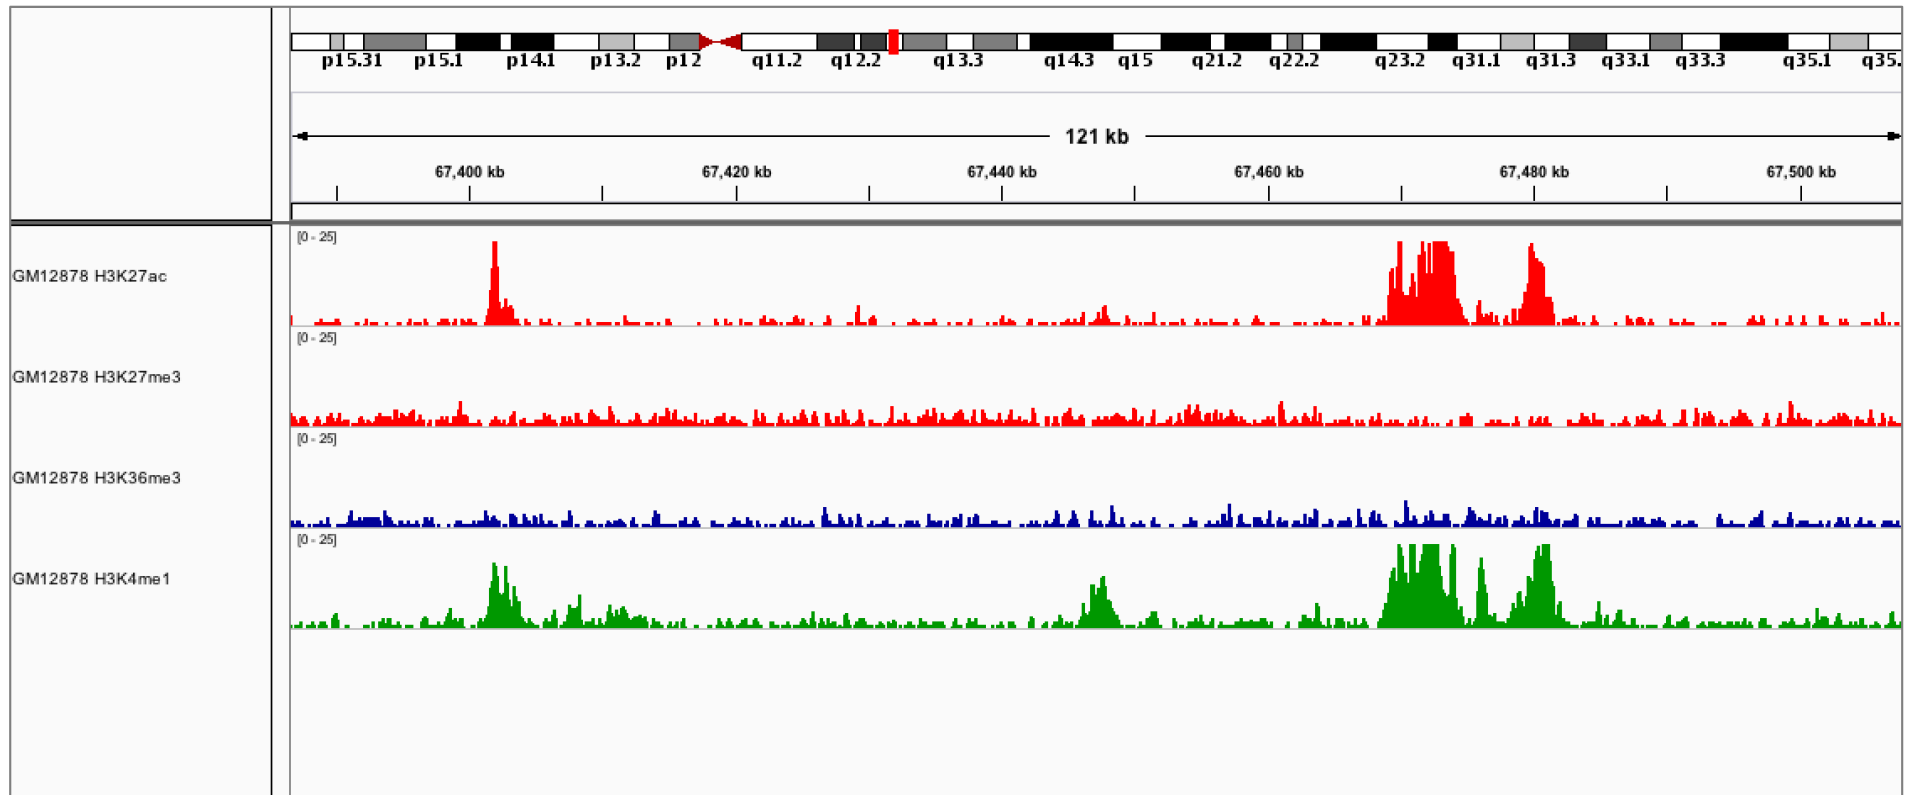 p15.31 p15.1 p14.1 p13.2 p12 q11.2 q12.2 q13.3 q14.3 q15 q21.2 q22.2 q23.2 q31.1 q31.3 q33.1 q33.3 q35.1 q35.
121 kb
67,400 kb 67,420 kb 67,440 kb 67,460 kb 67,480 kb 67,500 kb
[0 - 25]
GM12878 H3K27ac
[0 - 25]
GM12878 H3K27me3
[0 - 25]
GM12878 H3K36me3
[0 - 25]
GM12878 H3K4me1